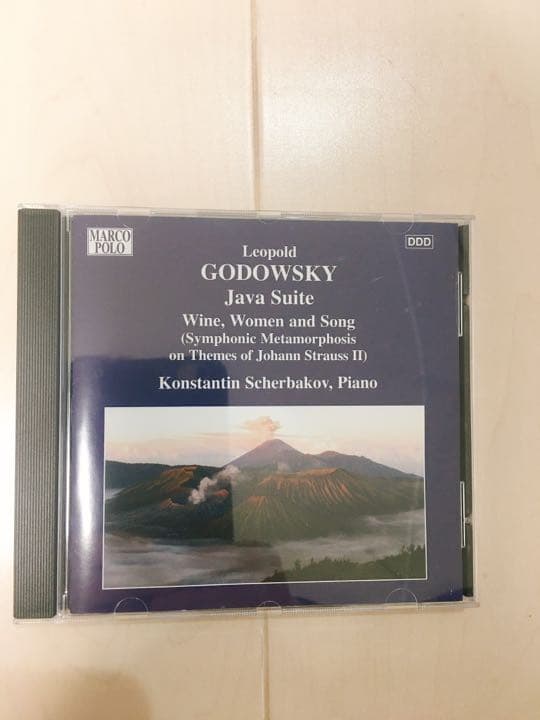 MARCO
POLO
DDD
Leopold
GODOWSKY
Java Suite
Wine, Women and Song
(Symphonic Metamorphosis
on Themes of Johann Strauss II)
Konstantin Scherbakov, Piano